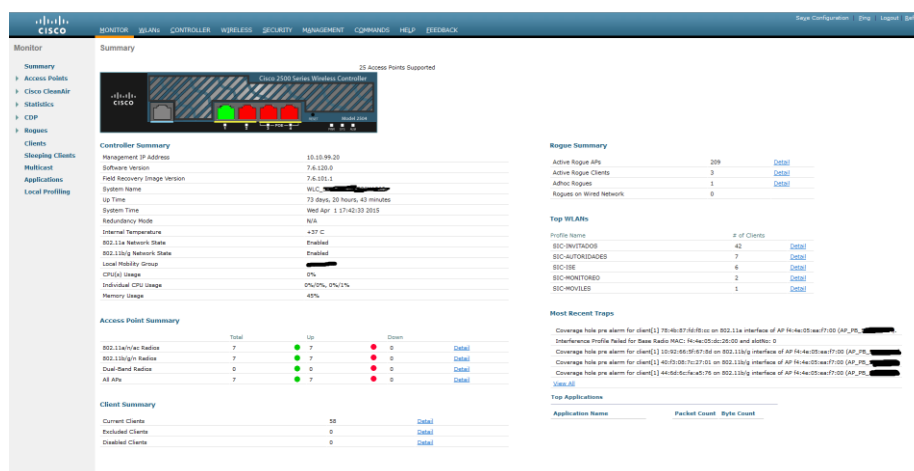 Save Configuration Ping Logout
CISCO
MONITOR WLANs CONTROLLER WIRELESS SECURITY MANAGEMENT COMMANDS HELP FEEDBACK
Monitor
Summary
Access Points
Cisco CleanAir
Statistics
CDP
Rogues
Clients
Sleeping Clients
Multicast
Applications
Local Profiling
Summary
25 Access Points Supported
Cisco 2500 Series Wireless Controller
CISCO
Model 2504
Controller Summary
Management IP Address 10.10.99.20
Software Version 7.6.120.0
Field Recovery Image Version 7.6.101.1
System Name WLC_
Up Time 73 days, 20 hours, 43 minutes
System Time Wed Apr 1 17:42:33 2015
Redundancy Mode N/A
Internal Temperature +37 C
802.11a Network State Enabled
802.11b/g Network State Enabled
Local Mobility Group
CPU(s) Usage 0%
Individual CPU Usage 0%/0%, 0%/1%
Memory Usage 45%
Access Point Summary
Total Up Down
802.11a/n/ac Radios 7 7 0 Detail
802.11b/g/n Radios 7 7 0 Detail
Dual-Band Radios 0 0 0 Detail
All APs 7 7 0 Detail
Client Summary
Current Clients 58 Detail
Excluded Clients 0 Detail
Disabled Clients 0 Detail
Rogue Summary
Active Rogue APs 209 Detail
Active Rogue Clients 3 Detail
Adhoc Rogues 1 Detail
Rogues on Wired Network 0
Top WLANs
Profile Name # of Clients
SIC-INVITADOS 42 Detail
SIC-AUTORIDADES 7 Detail
SIC-ISE 6 Detail
SIC-MONITOREO 2 Detail
SIC-MOVILES 1 Detail
Most Recent Traps
Coverage hole pre alarm for client[1] 78:4b:87:fd:f8:cc on 802.11a interface of AP f4:4e:05:ea:f7:00 (AP_PB_
Interference Profile Failed for Base Radio MAC: f4:4e:05:dc:26:00 and slotNo: 0
Coverage hole pre alarm for client[1] 10:92:66:5f:67:8d on 802.11b/g interface of AP f4:4e:05:ea:f7:00 (AP_PB_
Coverage hole pre alarm for client[1] 40:f3:08:7c:27:01 on 802.11b/g interface of AP f4:4e:05:ea:f7:00 (AP_PB_
Coverage hole pre alarm for client[1] 44:6d:6c:fe:a5:76 on 802.11b/g interface of AP f4:4e:05:ea:f7:00 (AP_PB_
View All
Top Applications
Application Name Packet Count Byte Count